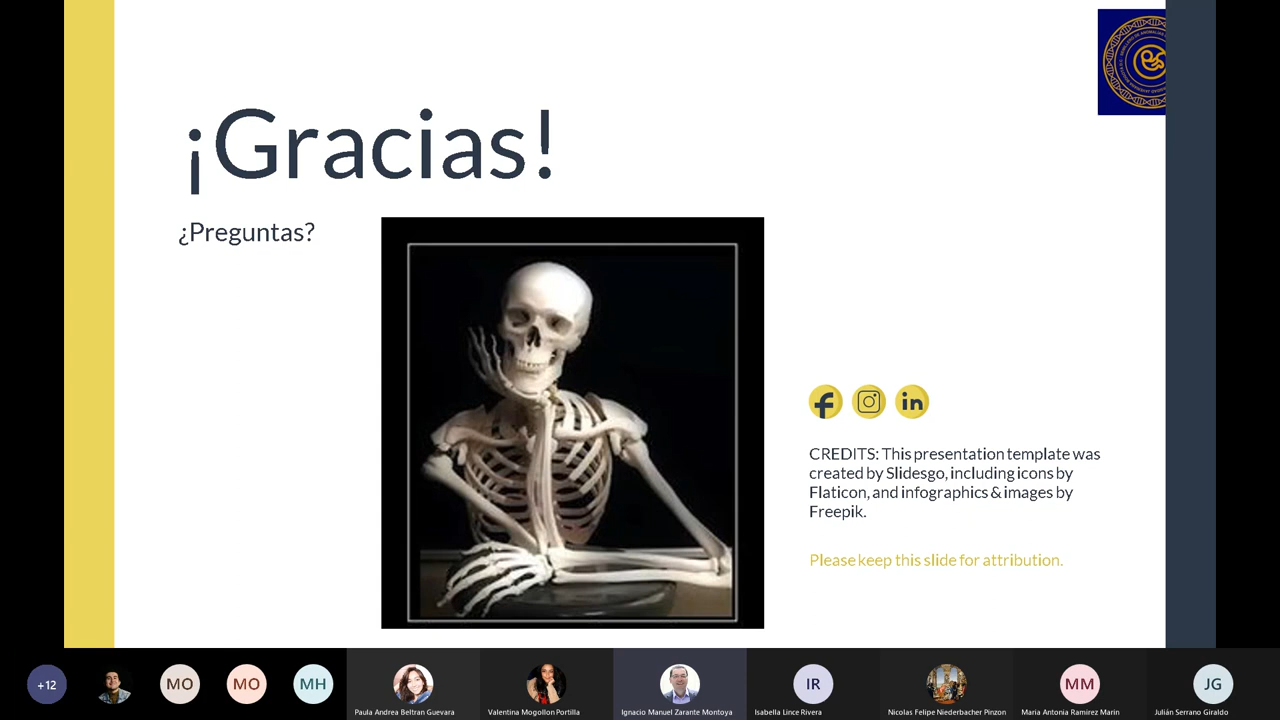 ¡Gracias!
¿Preguntas?
CREDITS: This presentation template was
created by Slidesgo, including icons by
Flaticon, and infographics & images by
Freepik.
Please keep this slide for attribution.
+12
MO
MO
MH
IR
MM
JG
Paula Andrea Beltran Guevara
Valentina Mogollon Portilla
Ignacio Manuel Zarante Montoya
Isabella Lince Rivera
Nicolas Felipe Niederbacher Pinzon
Maria Antonia Ramirez Marin
Julián Serrano Giraldo